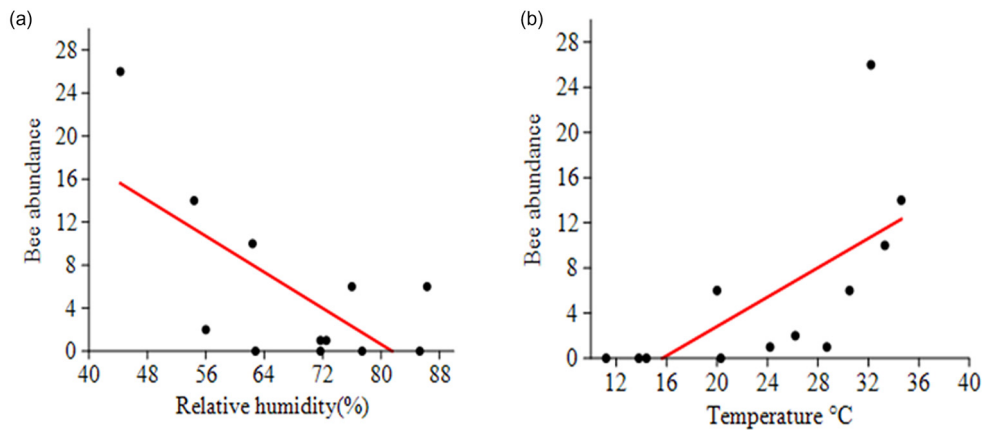 (a)
28
24
20
16
12
8
4
0
Bee abundance
40 48 56 64 72 80 88
Relative humidity(%)
(b)
28
24
20
16
12
8
4
0
Bee abundance
12 16 20 24 28 32 36 40
Temperature °C